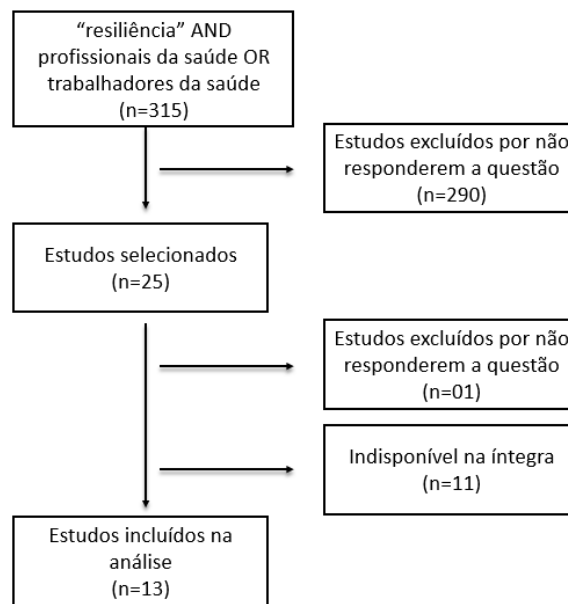 “resiliência” AND
profissionais da saúde OR
trabalhadores da saúde
(n=315)
Estudos excluídos por não
responderem a questão
(n=290)
Estudos selecionados
(n=25)
Estudos excluídos por não
responderem a questão
(n=01)
Indisponível na íntegra
(n=11)
Estudos incluídos na
análise
(n=13)